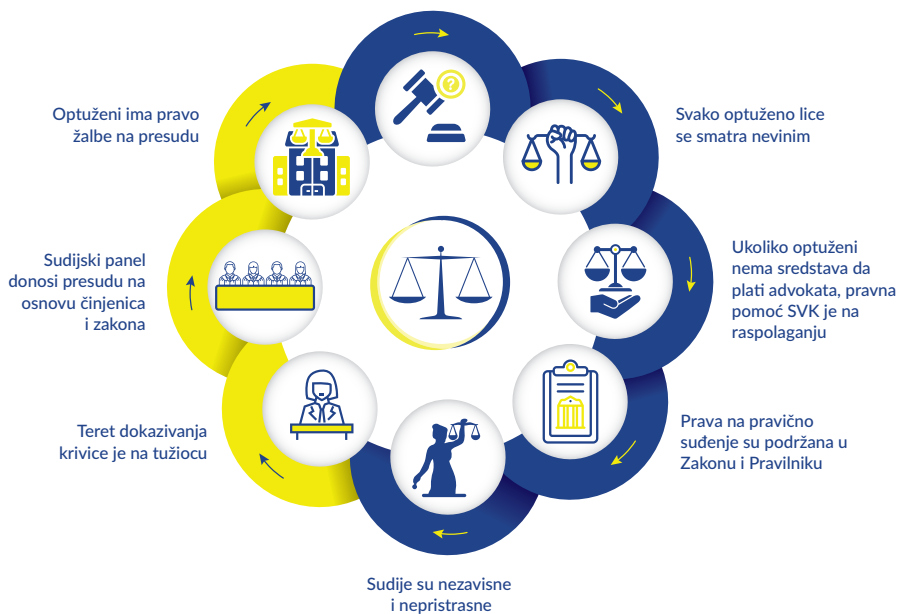 Svako optuženo lice
se smatra nevinim
Ukoliko optuženi
nema sredstava da
plati advokata, pravna
pomoć SVK je na
raspolaganju
Prava na pravično
suđenje su podržana u
Zakonu i Pravilniku
Sudije su nezavisne
i nepristrasne
Teret dokazivanja
krivice je na tužiocu
Sudijski panel
donosi presudu na
osnovu činjenica
i zakona
Optuženi ima pravo
žalbe na presudu
?